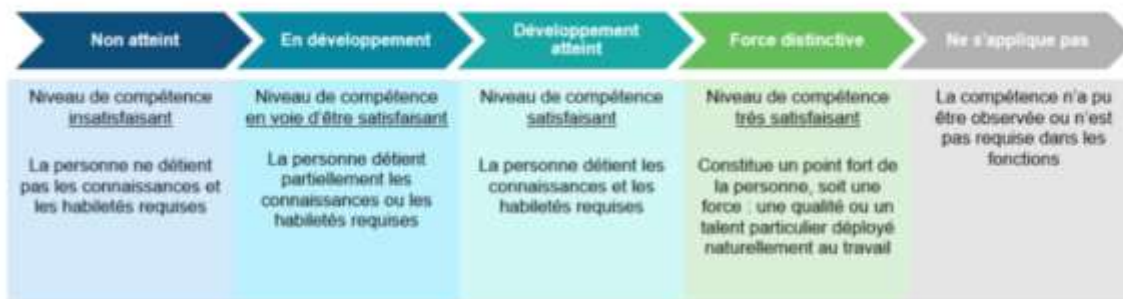 Non atteint
En développement
Développement
atteint
Force distinctive
Ne s'applique pas
Niveau de compétence
insatisfaisant
La personne ne détient
pas les connaissances et
les habiletés requises
Niveau de compétence
en voie d'être satisfaisant
La personne détient
partiellement les
connaissances ou les
habiletés requises
Niveau de compétence
satisfaisant
La personne détient les
connaissances et les
habiletés requises
Niveau de compétence
très satisfaisant
Constitue un point fort de
la personne, soit une
force : une qualité ou un
talent particulier déployé
naturellement au travail
La compétence n'a pu
être observée ou n'est
pas requise dans les
fonctions